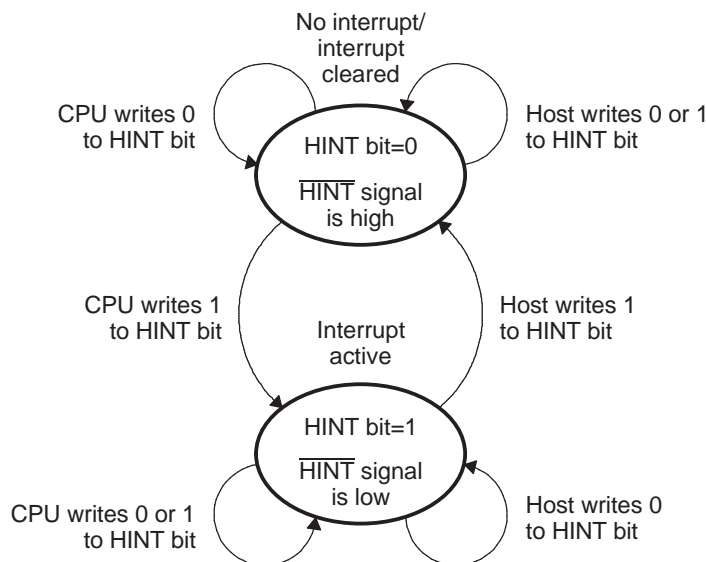 No interrupt/
interrupt
cleared
CPU writes 0
to HINT bit
Host writes 0 or 1
to HINT bit
HINT bit=0
HINT signal
is high
CPU writes 1
to HINT bit
Host writes 1
to HINT bit
Interrupt
active
HINT bit=1
HINT signal
is low
CPU writes 0 or 1
to HINT bit
Host writes 0
to HINT bit